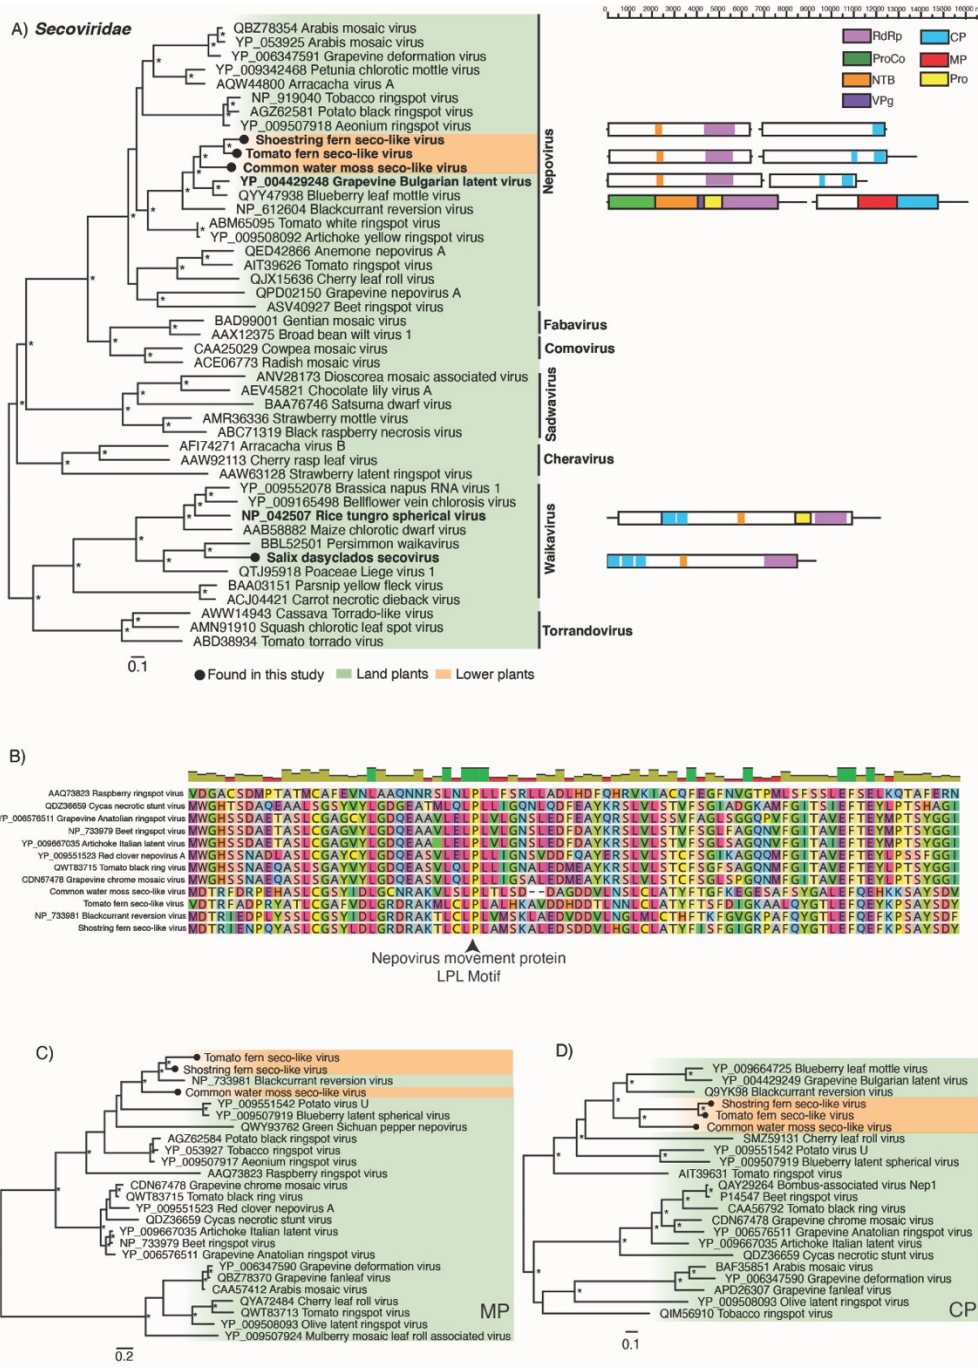 A) Secoviridae
QBZ78354 Arabis mosaic virus
YP_053925 Arabis mosaic virus
YP_006347591 Grapevine deformation virus
YP_009342468 Petunia chlorotic mottle virus
AQW44800 Arracacha virus A
NP_919040 Tobacco ringspot virus
AGZ62581 Potato black ringspot virus
YP_009507918 Aeonium ringspot virus
Shoestring fern seco-like virus
Tomato fern seco-like virus
Common water moss seco-like virus
YP_004429248 Grapevine Bulgarian latent virus
QYY47938 Blueberry leaf mottle virus
NP_612604 Blackcurrant reversion virus
ABM65095 Tomato white ringspot virus
YP_009508092 Artichoke yellow ringspot virus
QED42866 Anemone nepovirus A
AIT39626 Tomato ringspot virus
QJX15636 Cherry leaf roll virus
QPD02150 Grapevine nepovirus A
ASV40927 Beet ringspot virus
BAD99001 Gentian mosaic virus
AAX12375 Broad bean wilt virus 1
CAA25029 Cowpea mosaic virus
ACE06773 Radish mosaic virus
ANV28173 Dioscorea mosaic associated virus
AEV45821 Chocolate lily virus A
BAA76746 Satsuma dwarf virus
AMR36336 Strawberry mottle virus
ABC71319 Black raspberry necrosis virus
AFI74271 Arracacha virus B
AAW92113 Cherry rasp leaf virus
AAW63128 Strawberry latent ringspot virus
YP_009552078 Brassica napus RNA virus 1
YP_009165498 Bellflower vein chlorosis virus
NP_042507 Rice tungro spherical virus
AAB58882 Maize chlorotic dwarf virus
BBL52501 Persimmon waikavirus
Salix dasyclados secovirus
QTJ95918 Poaceae Liege virus 1
BAA03151 Parsnip yellow fleck virus
ACJ04421 Carrot necrotic dieback virus
AWW14943 Cassava Torrado-like virus
AMN91910 Squash chlorotic leaf spot virus
ABD38934 Tomato torrado virus
Nepovirus
Fabavirus
Comovirus
Sadwavirus
Cheravirus
Waikavirus
Torrandovirus
0.1
Found in this study Land plants Lower plants
0 1000 2000 3000 4000 5000 6000 7000 8000 9000 10000 11000 12000 13000 14000 15000 16000
RdRp CP
ProCo MP
NTB Pro
VPg
B)
AAQ73823 Raspberry ringspot virus
QDZ36659 Cycas necrotic stunt virus
YP_006576511 Grapevine Anatolian ringspot virus
NP_733979 Beet ringspot virus
YP_009667035 Artichoke Italian latent virus
YP_009551523 Red clover nepovirus A
QWT83715 Tomato black ring virus
CDN67478 Grapevine chrome mosaic virus
Common water moss seco-like virus
Tomato fern seco-like virus
NP_733981 Blackcurrant reversion virus
Shostring fern seco-like virus
Nepovirus movement protein
LPL Motif
C)
Tomato fern seco-like virus
Shostring fern seco-like virus
NP_733981 Blackcurrant reversion virus
Common water moss seco-like virus
YP_009551542 Potato virus U
YP_009507919 Blueberry latent spherical virus
QWY93762 Green Sichuan pepper nepovirus
AGZ62584 Potato black ringspot virus
YP_053927 Tobacco ringspot virus
YP_009507917 Aeonium ringspot virus
AAQ73823 Raspberry ringspot virus
CDN67478 Grapevine chrome mosaic virus
QWT83715 Tomato black ring virus
YP_009551523 Red clover nepovirus A
QDZ36659 Cycas necrotic stunt virus
YP_009667035 Artichoke Italian latent virus
NP_733979 Beet ringspot virus
YP_006576511 Grapevine Anatolian ringspot virus
YP_006347590 Grapevine deformation virus
QBZ78370 Grapevine fanleaf virus
CAA57412 Arabis mosaic virus
QYA72484 Cherry leaf roll virus
QWT83713 Tomato ringspot virus
YP_009508093 Olive latent ringspot virus
YP_009507924 Mulberry mosaic leaf roll associated virus
MP
0.2
D)
YP_009664725 Blueberry leaf mottle virus
YP_004429249 Grapevine Bulgarian latent virus
Q9YK98 Blackcurrant reversion virus
Shostring fern seco-like virus
Tomato fern seco-like virus
Common water moss seco-like virus
SMZ59131 Cherry leaf roll virus
YP_009551542 Potato virus U
YP_009507919 Blueberry latent spherical virus
AIT39631 Tomato ringspot virus
QAY29264 Bombus-associated virus Nep1
P14547 Beet ringspot virus
CAA56792 Tomato black ring virus
CDN67478 Grapevine chrome mosaic virus
YP_006576511 Grapevine Anatolian ringspot virus
YP_009667035 Artichoke Italian latent virus
QDZ36659 Cycas necrotic stunt virus
BAF35851 Arabis mosaic virus
YP_006347590 Grapevine deformation virus
APD26307 Grapevine fanleaf virus
YP_009508093 Olive latent ringspot virus
QIM56910 Tobacco ringspot virus
CP
0.1